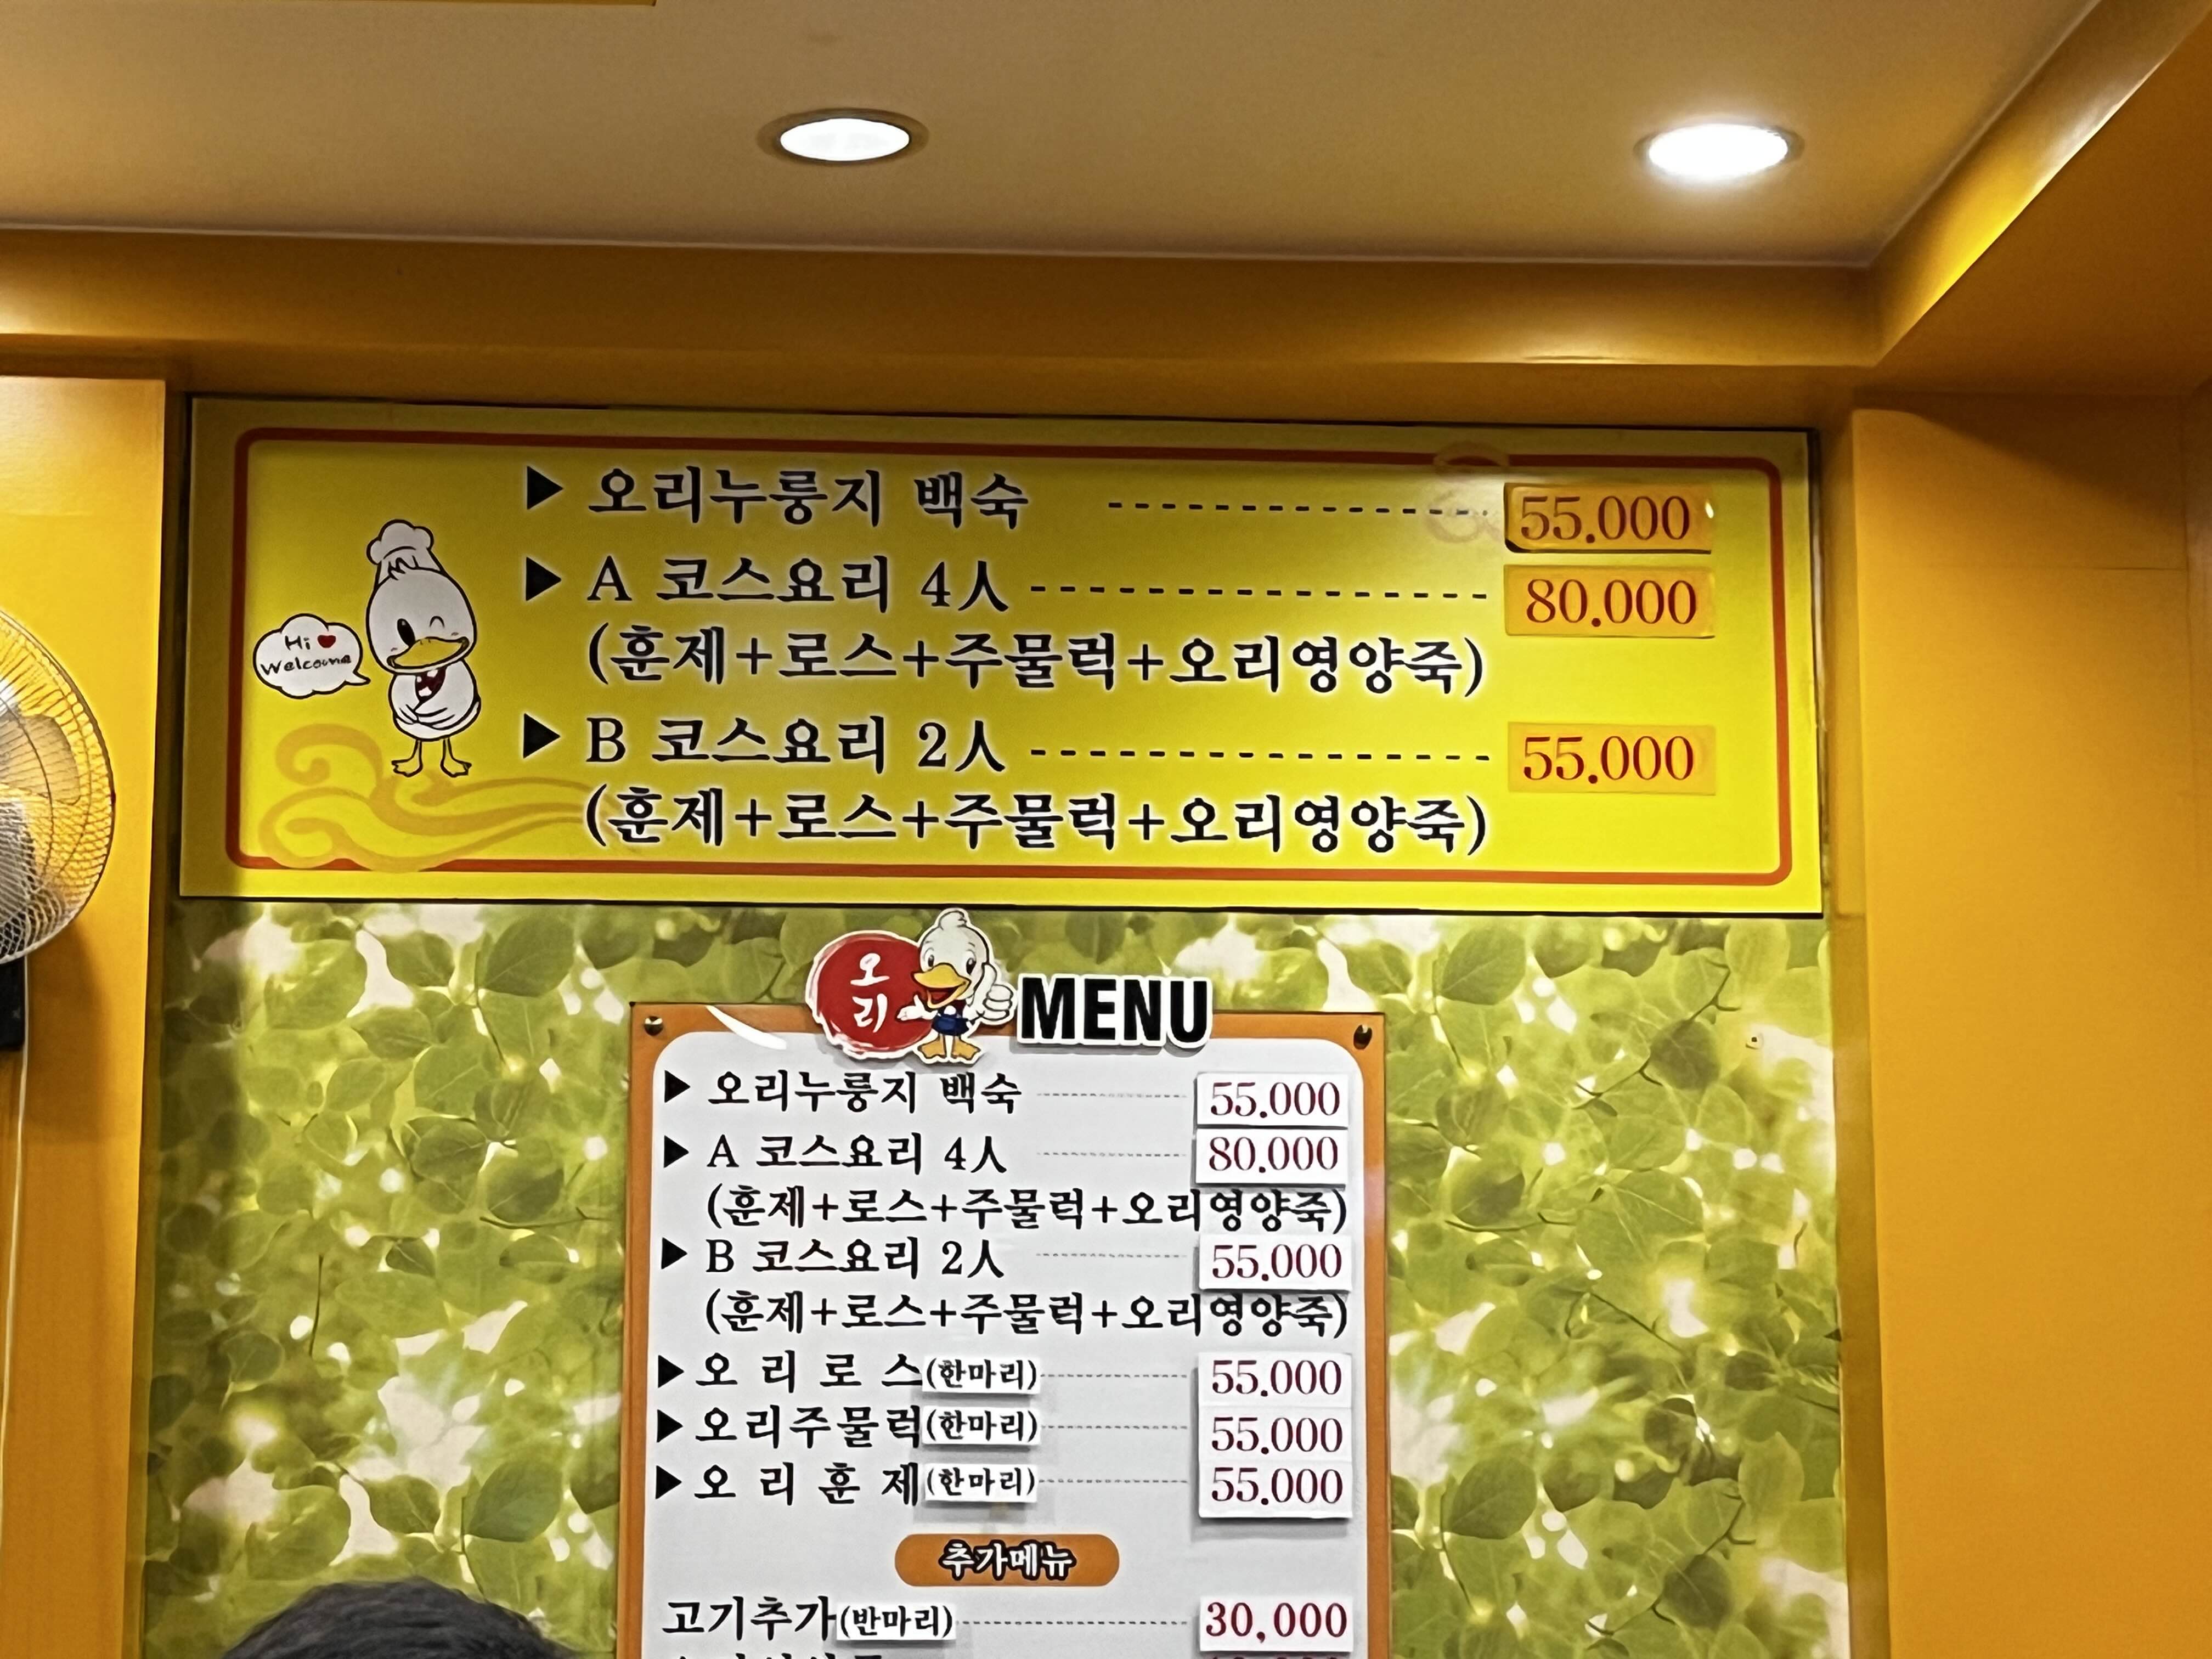 ▶ 오리누룽지 백숙 --------------- 55.000
▶ A 코스요리 4人 ---------------- 80.000
(훈제+로스+주물럭+오리영양죽)
▶ B 코스요리 2人 ---------------- 55.000
(훈제+로스+주물럭+오리영양죽)
Hi ♥
Welcome
오리 MENU
▶ 오리누룽지 백숙 --------------- 55.000
▶ A 코스요리 4人 --------------- 80.000
(훈제+로스+주물럭+오리영양죽)
▶ B 코스요리 2人 --------------- 55.000
(훈제+로스+주물럭+오리영양죽)
▶ 오 리 로 스(한마리) --------------- 55.000
▶ 오리주물럭(한마리) --------------- 55.000
▶ 오 리 훈 제(한마리) --------------- 55.000
추가메뉴
고기추가(반마리) --------------- 30,000